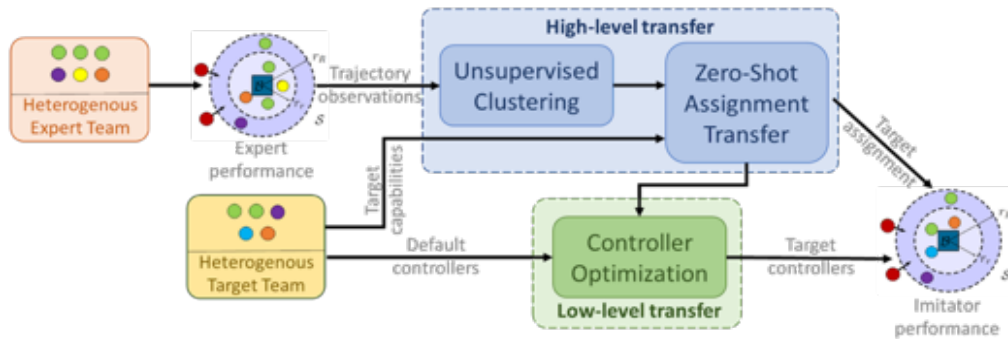 High-level transfer
Heterogenous
Expert Team
Expert
performance
Trajectory
observations
Unsupervised
Clustering
Zero-Shot
Assignment
Transfer
Target
assignment
Target
capabilities
Heterogenous
Target Team
Default
controllers
Controller
Optimization
Low-level transfer
Target
controllers
Imitator
performance